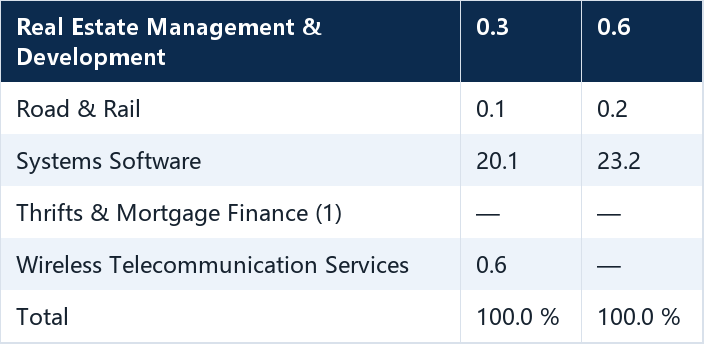 Real Estate Management & 0.3 0.6
Development
Road & Rail 0.1 0.2
Systems Software 20.1 23.2
Thrifts & Mortgage Finance (1) — —
Wireless Telecommunication Services 0.6 —
Total 100.0 % 100.0 %